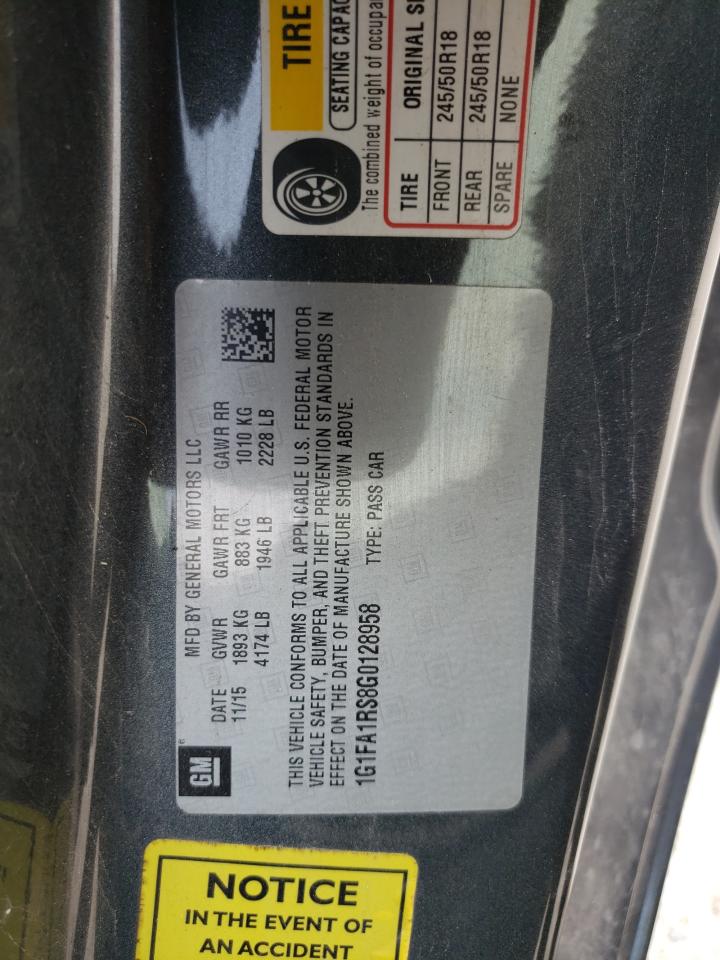 TIRE
SEATING CAPAC
The combined weight of occupa
TIRE ORIGINAL SI
FRONT 245/50R18
REAR 245/50R18
SPARE NONE
GM
MFD BY GENERAL MOTORS LLC
DATE GVWR GAWR FRT GAWR RR
11/15 1893 KG 883 KG 1010 KG
4174 LB 1946 LB 2228 LB
THIS VEHICLE CONFORMS TO ALL APPLICABLE U.S. FEDERAL MOTOR
VEHICLE SAFETY, BUMPER, AND THEFT PREVENTION STANDARDS IN
EFFECT ON THE DATE OF MANUFACTURE SHOWN ABOVE.
1G1FA1RS8G0128958 TYPE: PASS CAR
NOTICE
IN THE EVENT OF
AN ACCIDENT